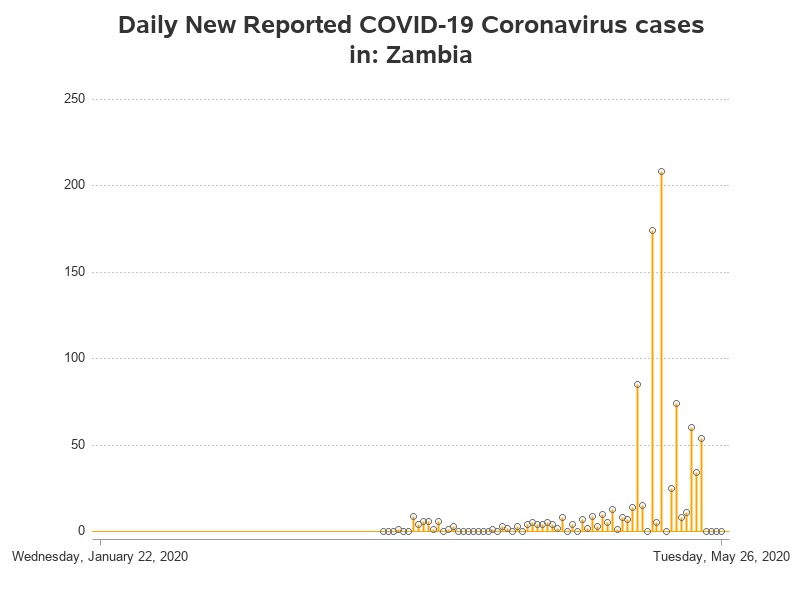 Daily New Reported COVID-19 Coronavirus cases
in: Zambia
250
200
150
100
50
0
Wednesday, January 22, 2020
Tuesday, May 26, 2020